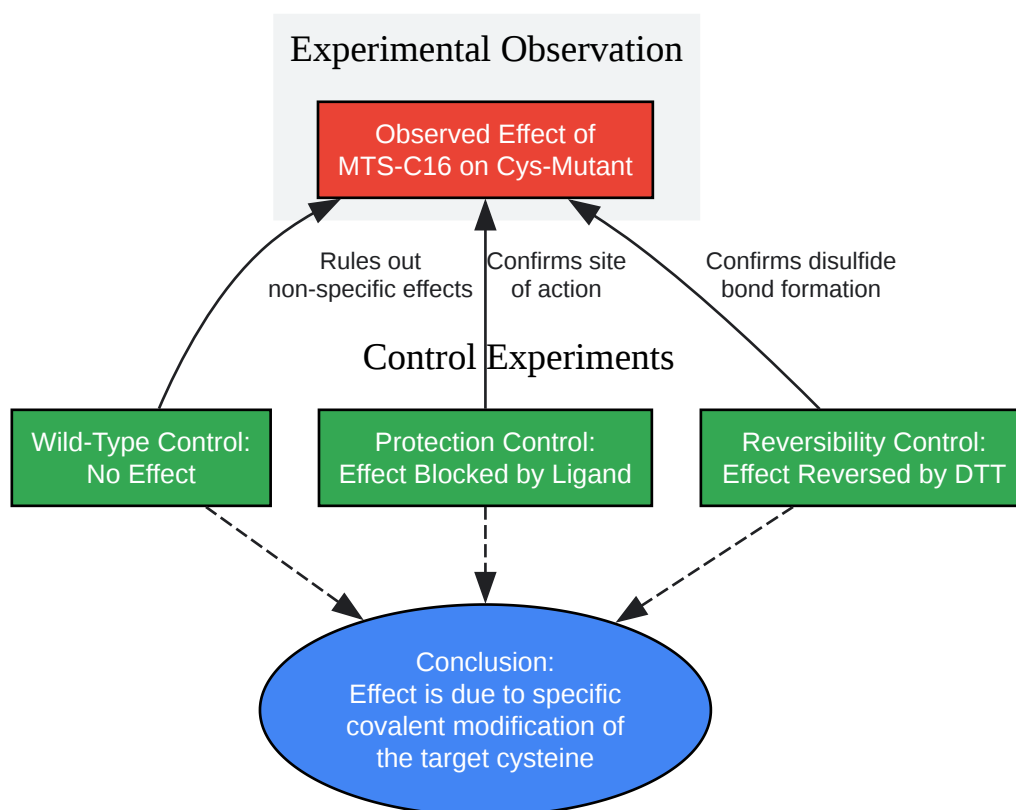 Experimental Observation
Observed Effect of
MTS-C16 on Cys-Mutant
Rules out
non-specific effects
Confirms site
of action
Confirms disulfide
bond formation
Control Experiments
Wild-Type Control:
No Effect
Protection Control:
Effect Blocked by Ligand
Reversibility Control:
Effect Reversed by DTT
Conclusion:
Effect is due to specific
covalent modification of
the target cysteine